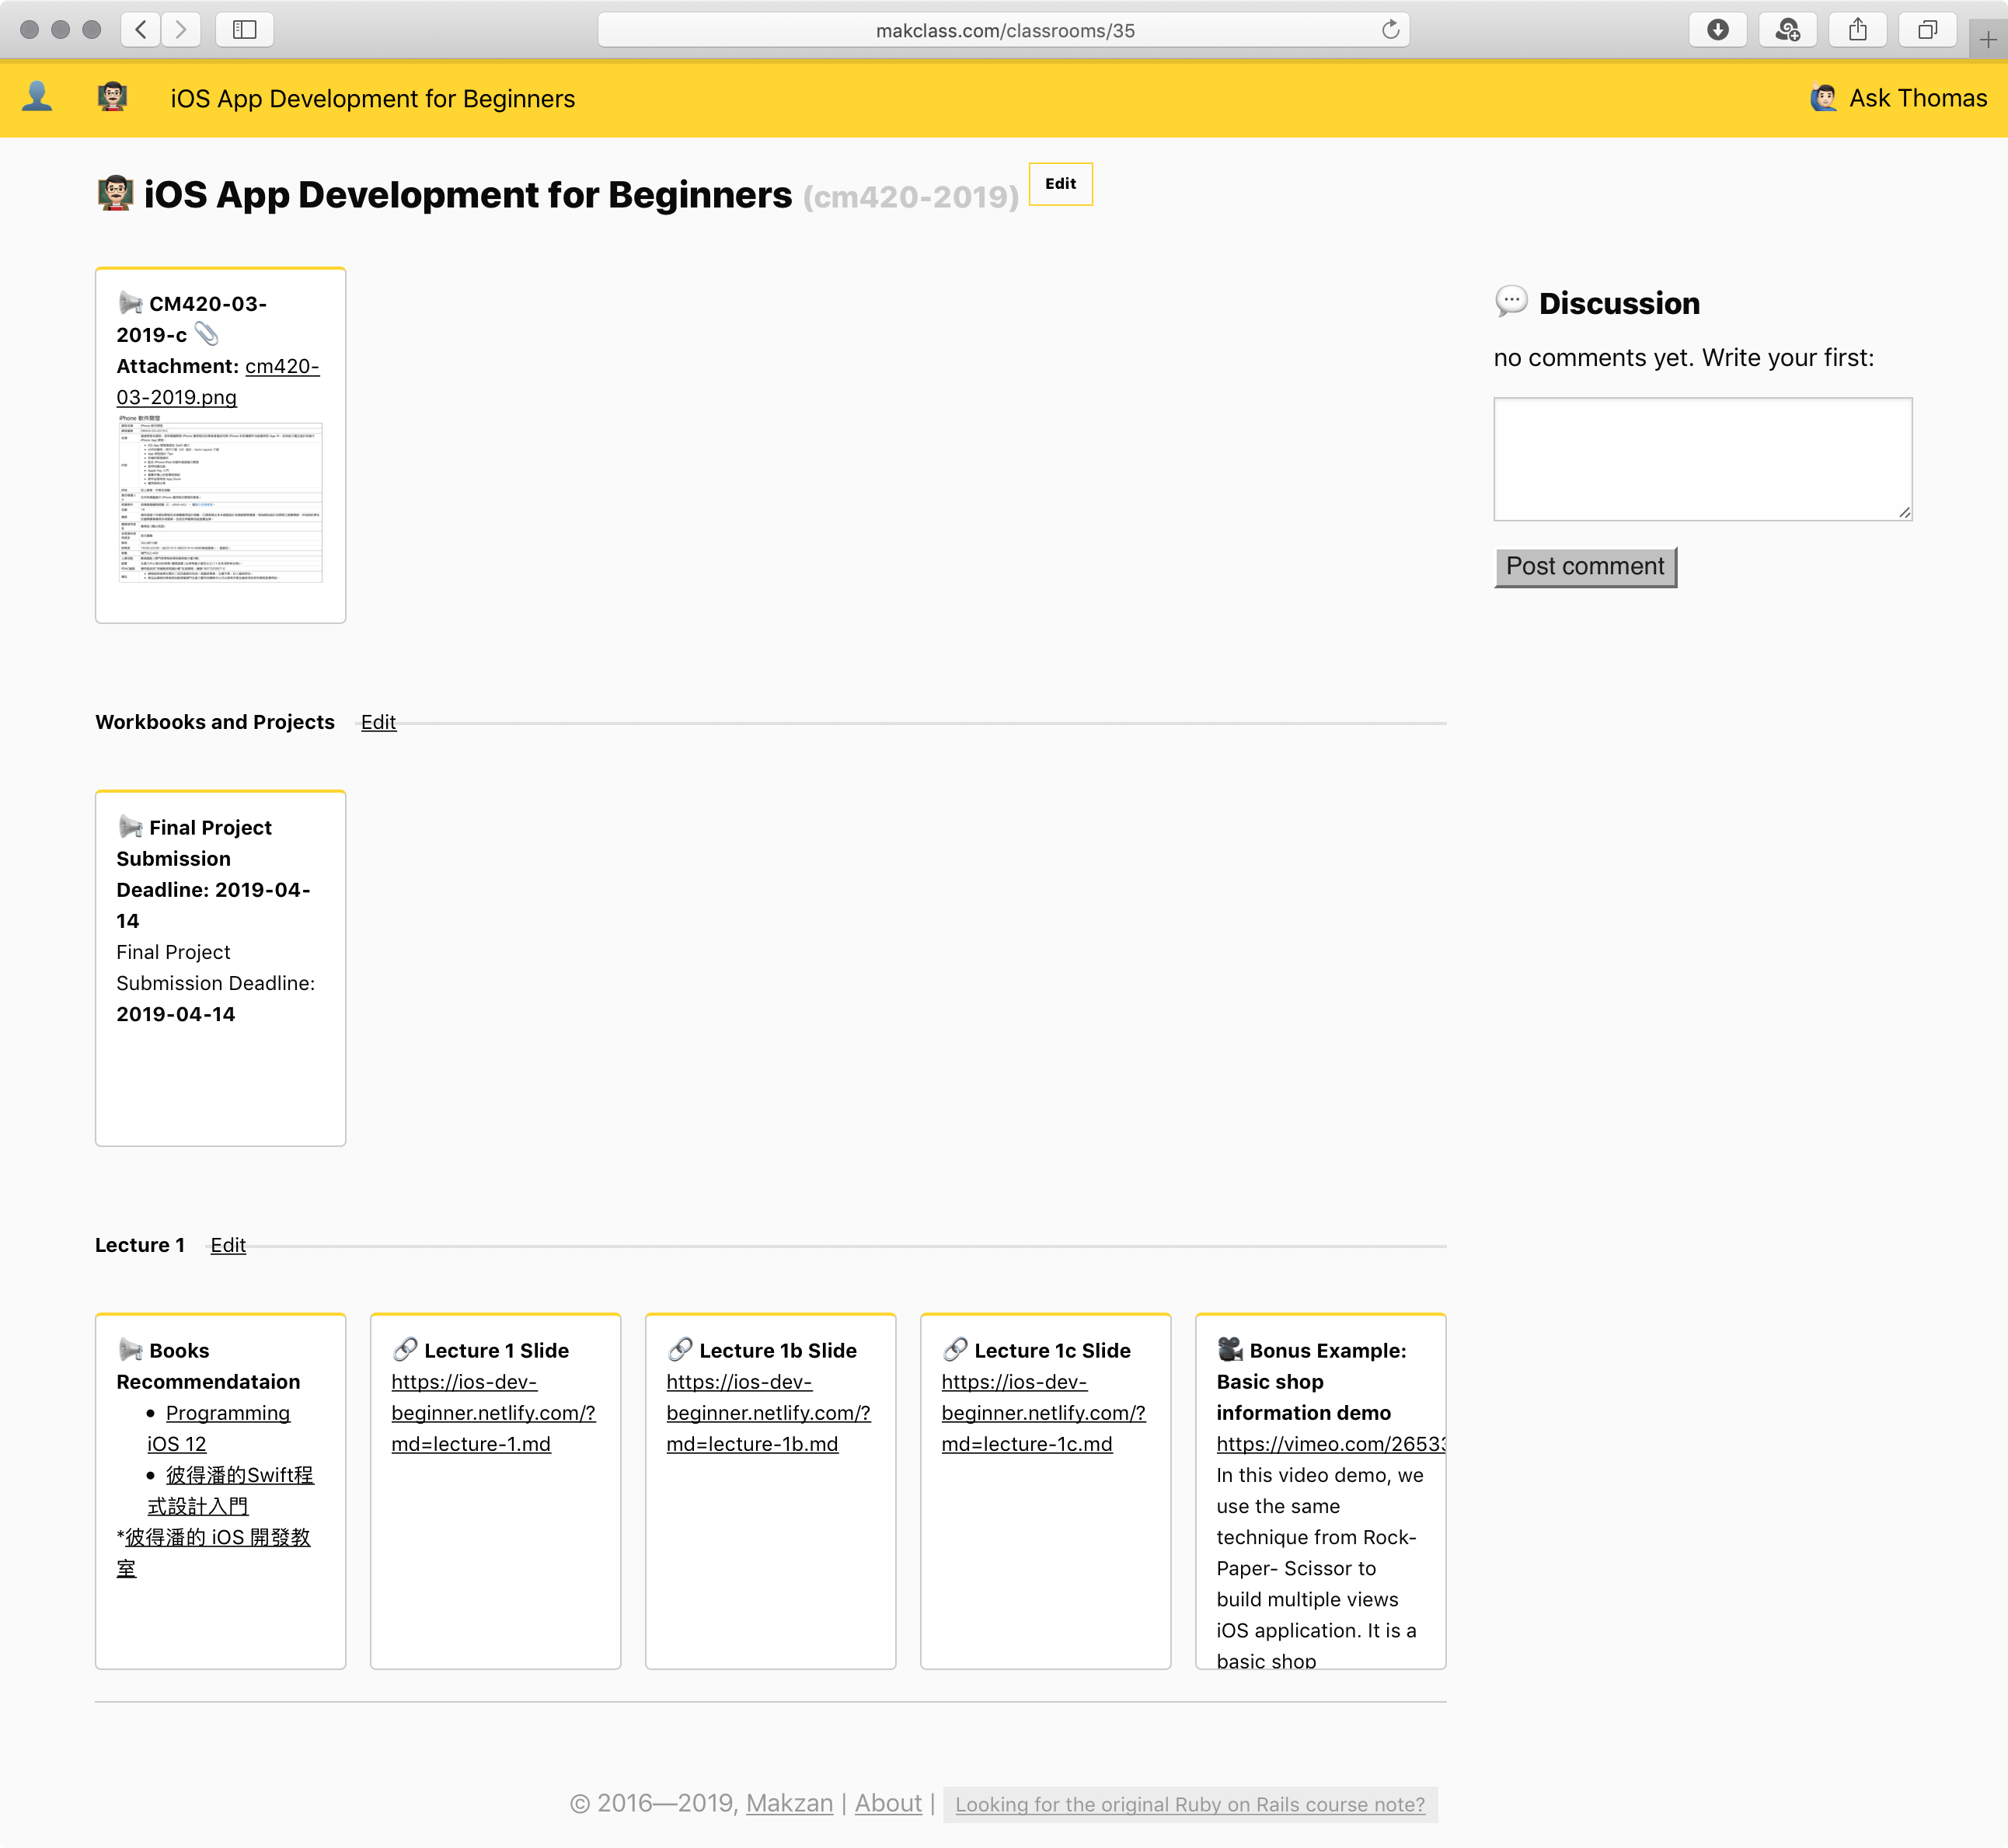 makclass.com/classrooms/35
iOS App Development for Beginners
Ask Thomas
iOS App Development for Beginners (cm420-2019)
Edit
CM420-03-
2019-c
Attachment: cm420-
03-2019.png
iPhone 軟件開發
Discussion
no comments yet. Write your first:
Post comment
Workbooks and Projects
Edit
Final Project
Submission
Deadline: 2019-04-
14
Final Project
Submission Deadline:
2019-04-14
Lecture 1
Edit
Books
Recommendataion
Programming
iOS 12
彼得潘的Swift程
式設計入門
*彼得潘的 iOS 開發教
室
Lecture 1 Slide
https://ios-dev-
beginner.netlify.com/?
md=lecture-1.md
Lecture 1b Slide
https://ios-dev-
beginner.netlify.com/?
md=lecture-1b.md
Lecture 1c Slide
https://ios-dev-
beginner.netlify.com/?
md=lecture-1c.md
Bonus Example:
Basic shop
information demo
https://vimeo.com/2653
In this video demo, we
use the same
technique from Rock-
Paper- Scissor to
build multiple views
iOS application. It is a
basic shop
© 2016—2019, Makzan | About | Looking for the original Ruby on Rails course note?